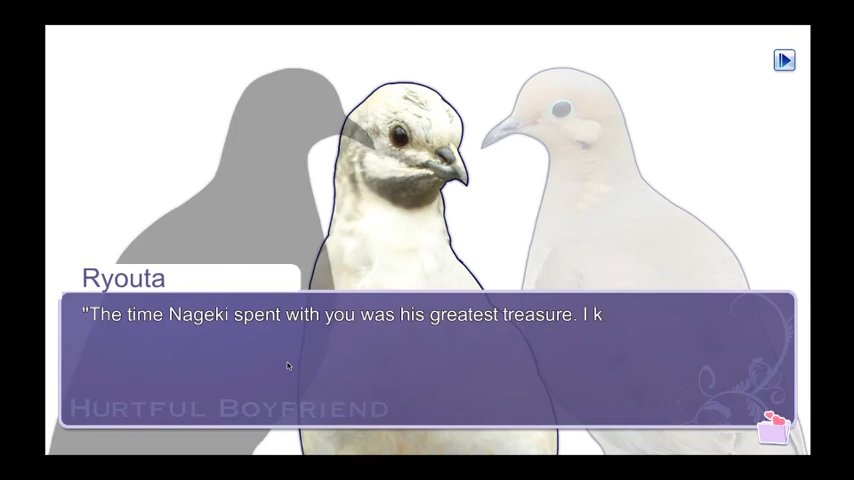 Ryouta
"The time Nageki spent with you was his greatest treasure. I k
HURTFUL BOYFRIEND